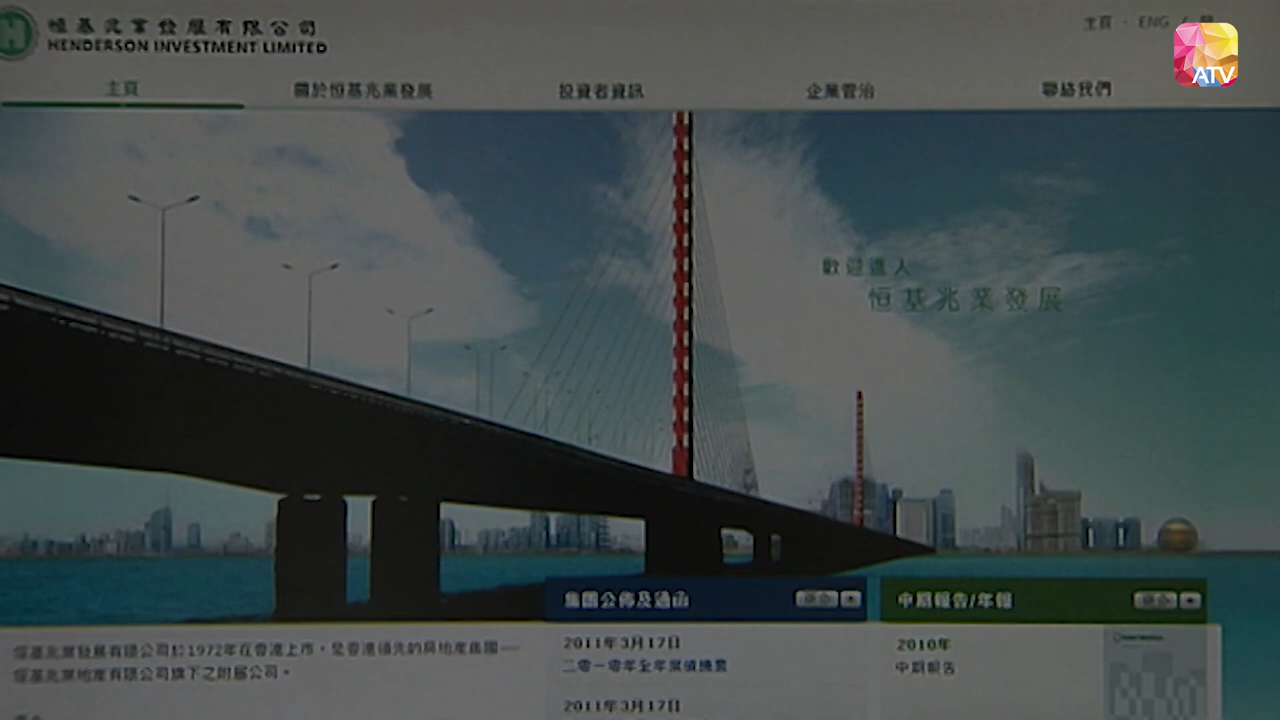 恒基兆業發展有限公司
HENDERSON INVESTMENT LIMITED
主頁 · ENG / 簡
ATV
主頁
關於恒基兆業發展
投資者資訊
企業管治
聯絡我們
歡迎進入
恒基兆業發展
集團公佈及通函
中期報告/年報
恒基兆業發展有限公司於1972年在香港上市，是香港領先的房地產集團——
恒基兆業地產有限公司旗下之附屬公司。
2011年3月17日
二零一零年全年業績摘要
2011年3月17日
2010年
中期報告